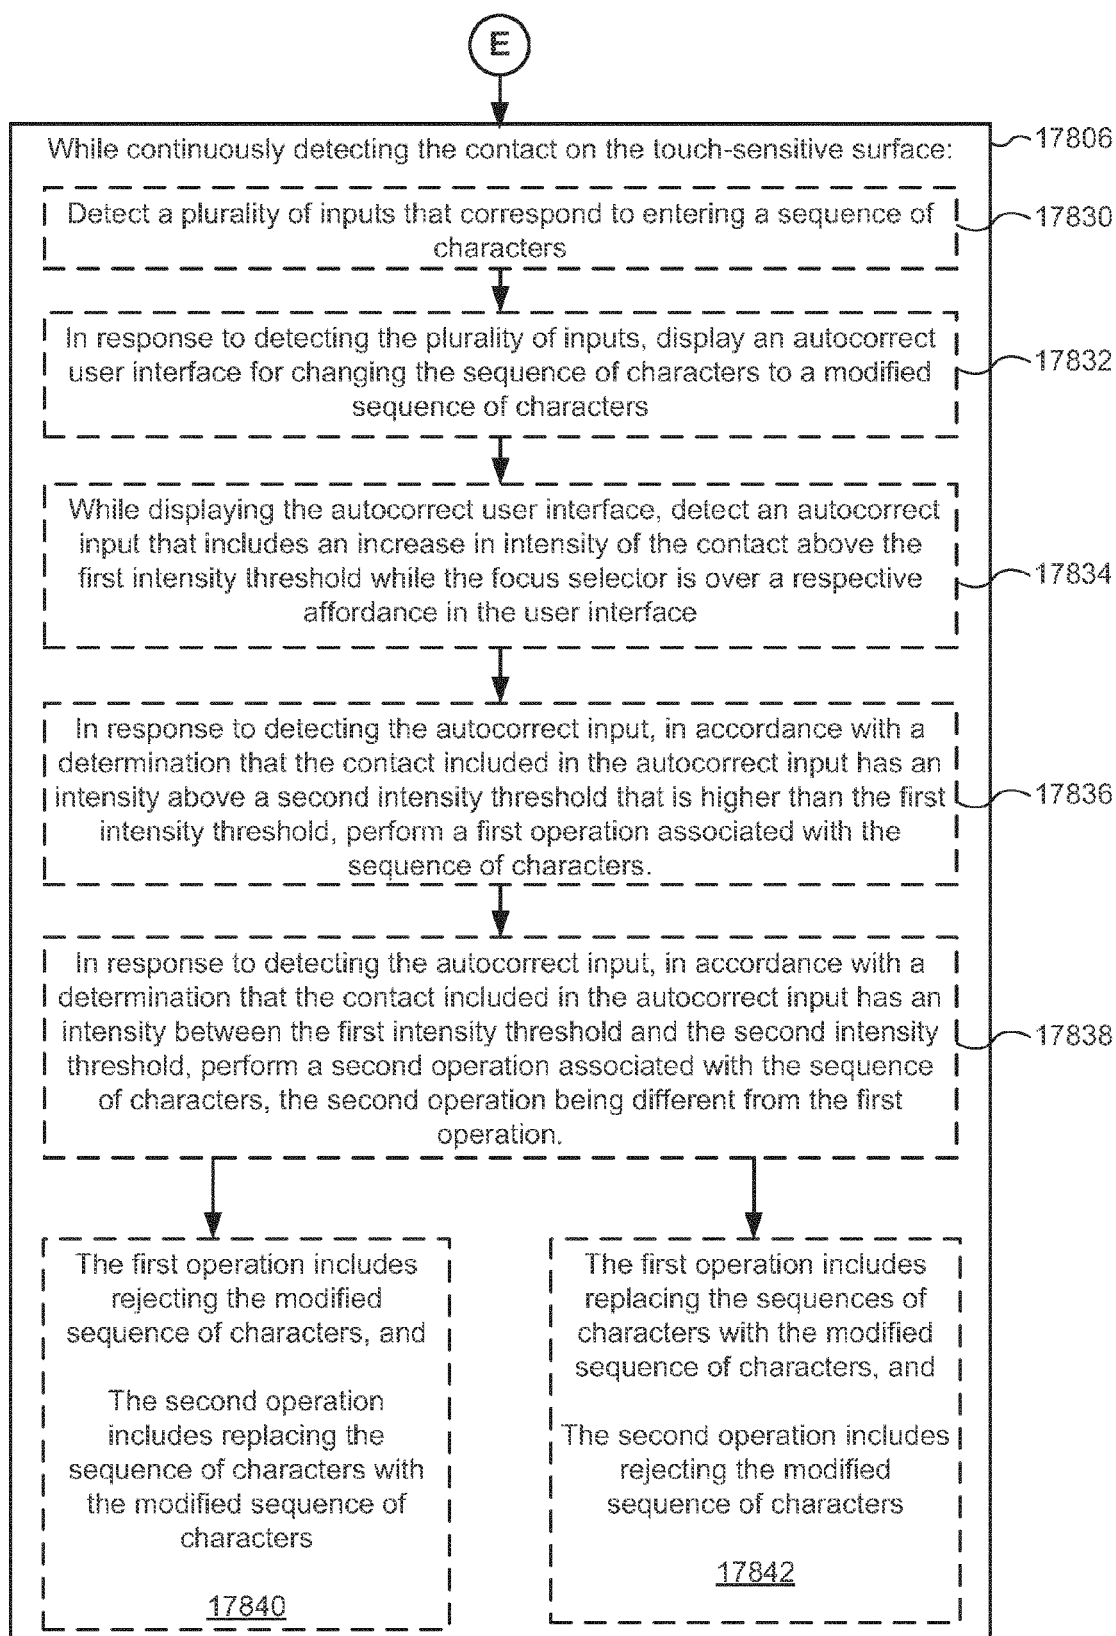 E
While continuously detecting the contact on the touch-sensitive surface:
17806
Detect a plurality of inputs that correspond to entering a sequence of
characters
17830
In response to detecting the plurality of inputs, display an autocorrect
user interface for changing the sequence of characters to a modified
sequence of characters
17832
While displaying the autocorrect user interface, detect an autocorrect
input that includes an increase in intensity of the contact above the
first intensity threshold while the focus selector is over a respective
affordance in the user interface
17834
In response to detecting the autocorrect input, in accordance with a
determination that the contact included in the autocorrect input has an
intensity above a second intensity threshold that is higher than the first
intensity threshold, perform a first operation associated with the
sequence of characters.
17836
In response to detecting the autocorrect input, in accordance with a
determination that the contact included in the autocorrect input has an
intensity between the first intensity threshold and the second intensity
threshold, perform a second operation associated with the sequence
of characters, the second operation being different from the first
operation.
17838
The first operation includes
rejecting the modified
sequence of characters, and
The second operation
includes replacing the
sequence of characters with
the modified sequence of
characters
17840
The first operation includes
replacing the sequences of
characters with the modified
sequence of characters, and
The second operation includes
rejecting the modified
sequence of characters
17842